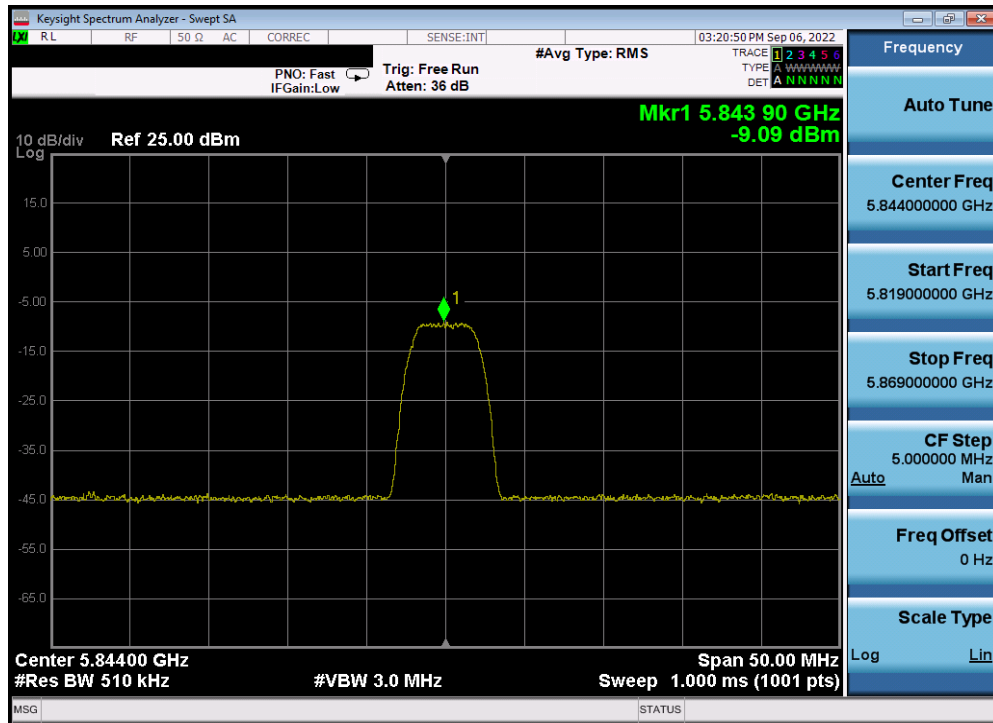 Keysight Spectrum Analyzer - Swept SA
LXI RL RF 50 Ω AC CORREC SENSE:INT 03:20:50 PM Sep 06, 2022
PNO: Fast
IFGain:Low
Trig: Free Run
Atten: 36 dB
#Avg Type: RMS
TRACE 1 2 3 4 5 6
TYPE A WWWWW
DET A N N N N N
Mkr1 5.843 90 GHz
-9.09 dBm
10 dB/div Ref 25.00 dBm
Log
15.0
5.00
-5.00
-15.0
-25.0
-35.0
-45.0
-55.0
-65.0
1
Center 5.84400 GHz Span 50.00 MHz
#Res BW 510 kHz #VBW 3.0 MHz Sweep 1.000 ms (1001 pts)
MSG STATUS
Frequency
Auto Tune
Center Freq
5.844000000 GHz
Start Freq
5.819000000 GHz
Stop Freq
5.869000000 GHz
CF Step
5.000000 MHz
Auto Man
Freq Offset
0 Hz
Scale Type
Log Lin